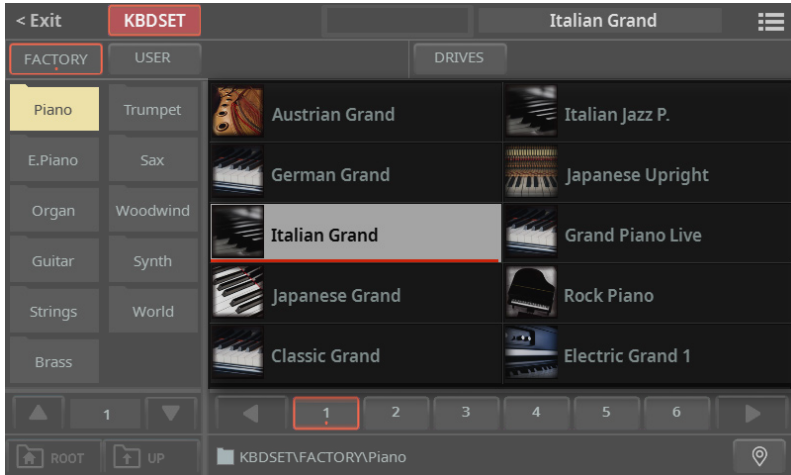 < Exit KBDSET Italian Grand
FACTORY USER DRIVES
Piano Trumpet
E.Piano Sax
Organ Woodwind
Guitar Synth
Strings World
Brass
Austrian Grand Italian Jazz P.
German Grand Japanese Upright
Italian Grand Grand Piano Live
Japanese Grand Rock Piano
Classic Grand Electric Grand 1
1
1 2 3 4 5 6
ROOT UP
KBDSET\FACTORY\Piano